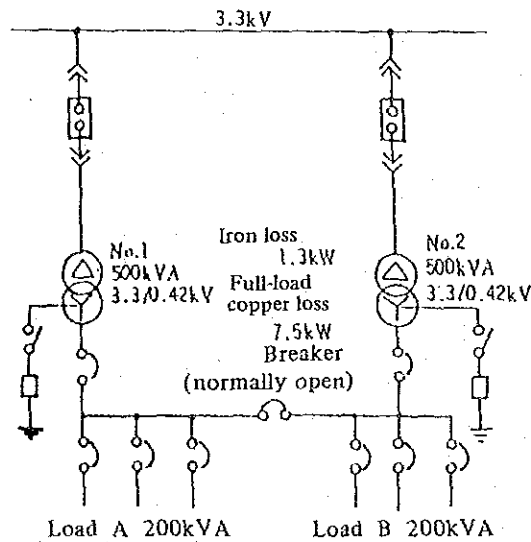 3.3kV
No.1
500kVA
3.3/0.42kV
Iron loss
1.3kW
Full-load
copper loss
7.5kW
Breaker
(normally open)
No.2
500kVA
3.3/0.42kV
Load A 200kVA
Load B 200kVA